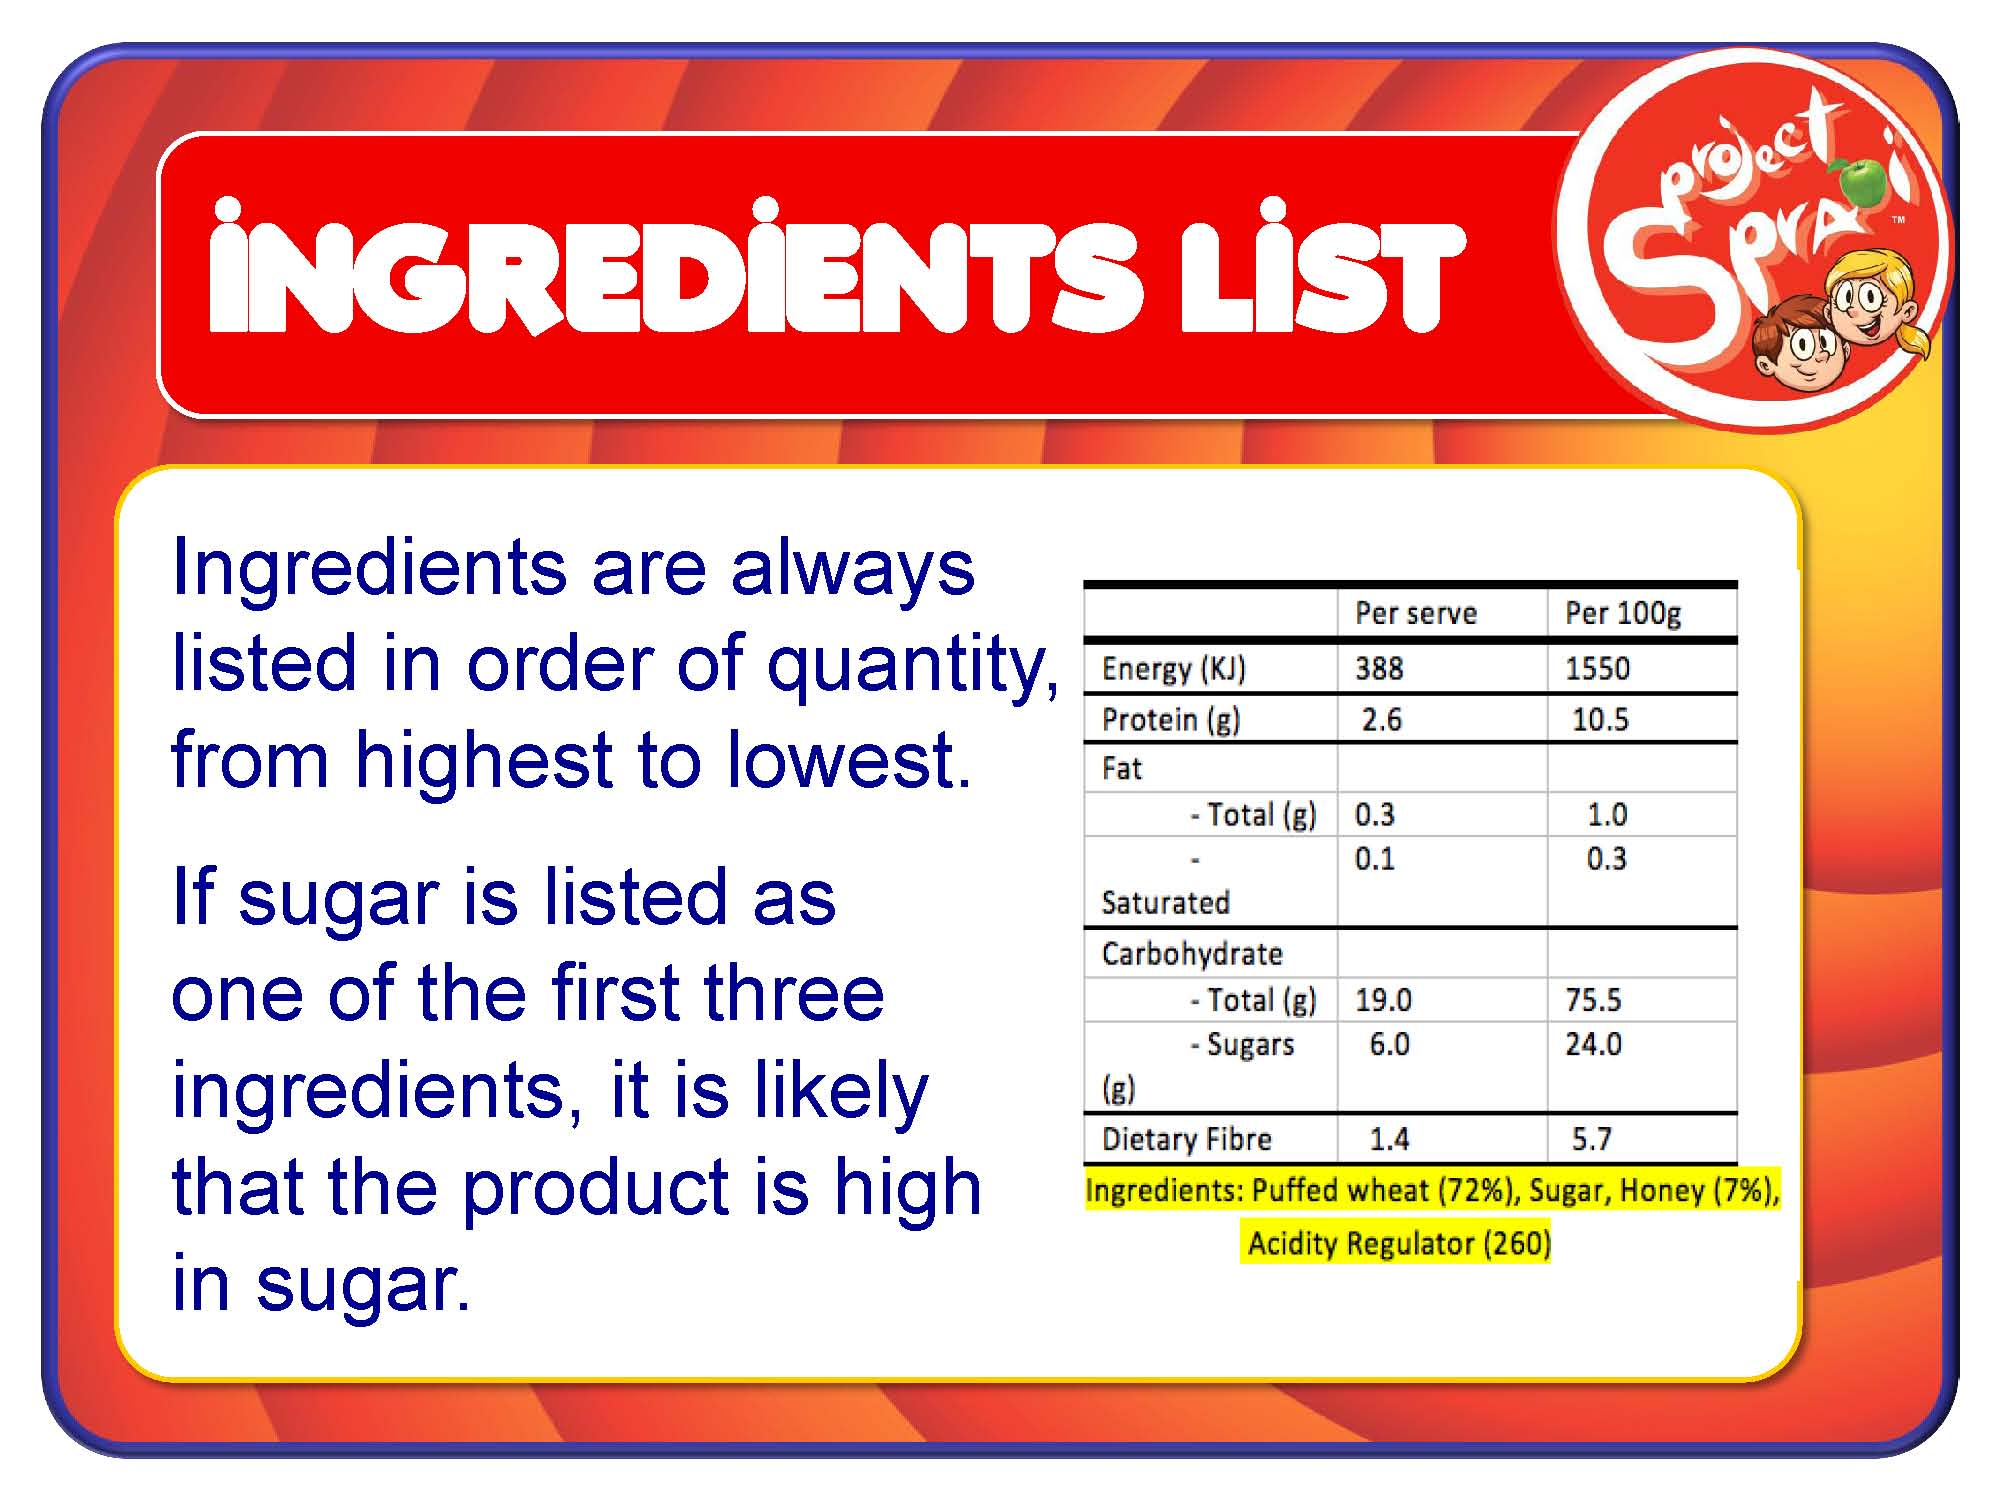 INGREDIENTS LIST
project
Spraoi
™
Ingredients are always
listed in order of quantity,
from highest to lowest.
If sugar is listed as
one of the first three
ingredients, it is likely
that the product is high
in sugar.
Per serve Per 100g
Energy (KJ) 388 1550
Protein (g) 2.6 10.5
Fat
- Total (g) 0.3 1.0
- 0.1 0.3
Saturated
Carbohydrate
- Total (g) 19.0 75.5
- Sugars 6.0 24.0
(g)
Dietary Fibre 1.4 5.7
Ingredients: Puffed wheat (72%), Sugar, Honey (7%),
Acidity Regulator (260)